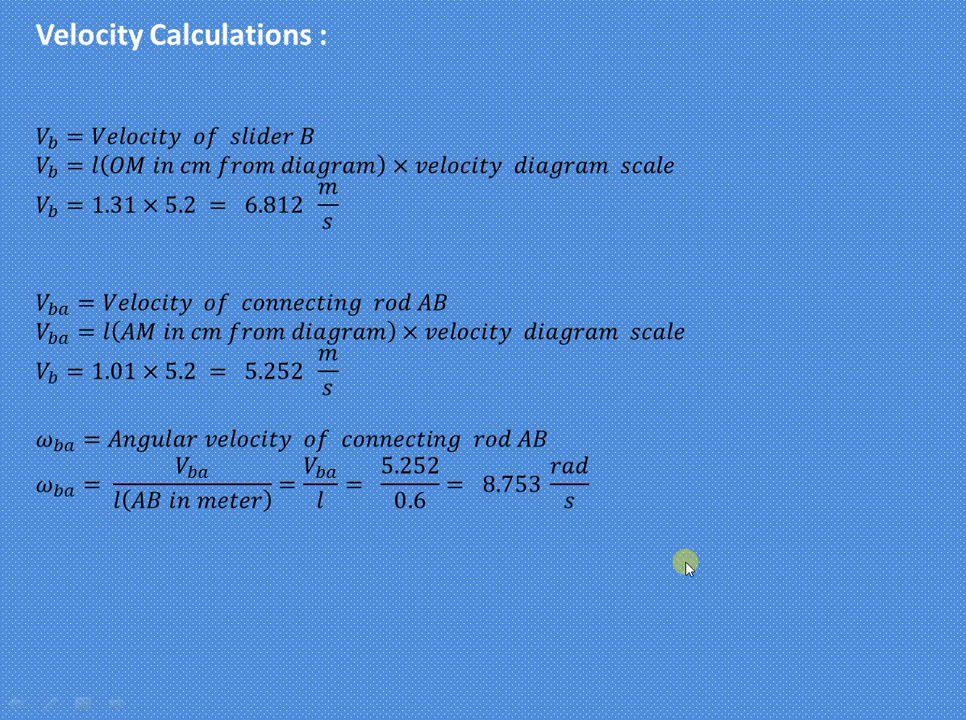 Velocity Calculations :
V_b = Velocity of slider B
V_b = l(OM in cm from diagram) × velocity diagram scale
V_b = 1.31 × 5.2 = 6.812 m/s
V_ba = Velocity of connecting rod AB
V_ba = l(AM in cm from diagram) × velocity diagram scale
V_b = 1.01 × 5.2 = 5.252 m/s
ω_ba = Angular velocity of connecting rod AB
ω_ba = V_ba / l(AB in meter) = V_ba / l = 5.252 / 0.6 = 8.753 rad/s